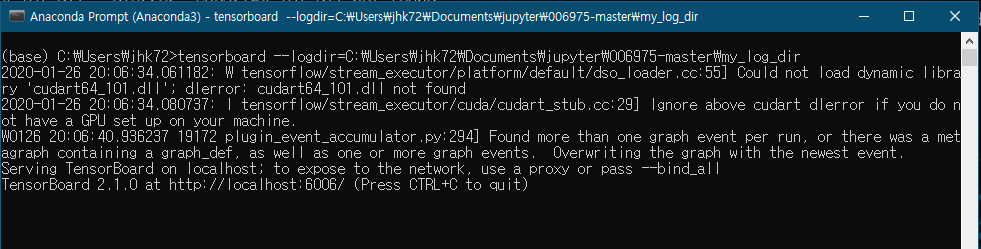 Anaconda Prompt (Anaconda3) - tensorboard  --logdir=C:₩Users₩jhk72₩Documents₩jupyter₩006975-master₩my_log_dir
(base) C:₩Users₩jhk72>tensorboard --logdir=C:₩Users₩jhk72₩Documents₩jupyter₩006975-master₩my_log_dir
2020-01-26 20:06:34.061182: W tensorflow/stream_executor/platform/default/dso_loader.cc:55] Could not load dynamic libra
ry 'cudart64_101.dll'; dlerror: cudart64_101.dll not found
2020-01-26 20:06:34.080737: I tensorflow/stream_executor/cuda/cudart_stub.cc:29] Ignore above cudart dlerror if you do n
ot have a GPU set up on your machine.
W0126 20:06:40.936237 19172 plugin_event_accumulator.py:294] Found more than one graph event per run, or there was a met
agraph containing a graph_def, as well as one or more graph events.  Overwriting the graph with the newest event.
Serving TensorBoard on localhost; to expose to the network, use a proxy or pass --bind_all
TensorBoard 2.1.0 at http://localhost:6006/ (Press CTRL+C to quit)